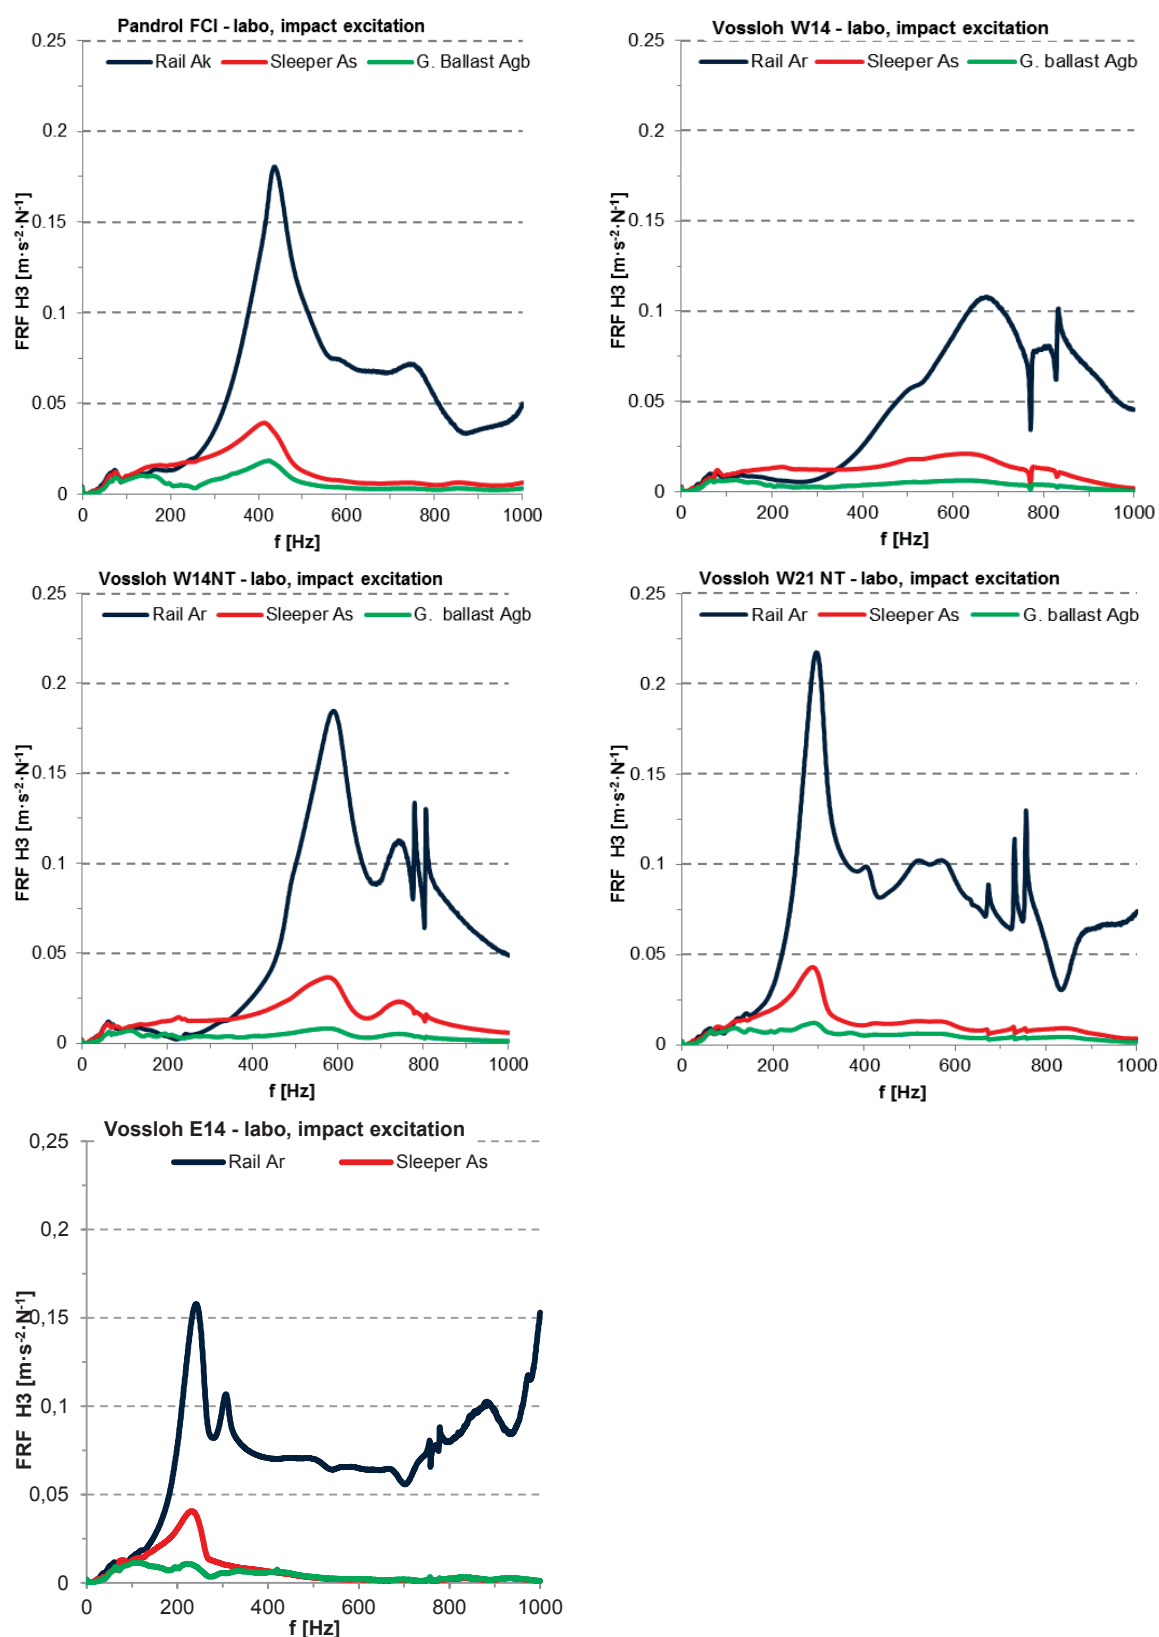 Pandrol FCI - labo, impact excitation
Rail Ak Sleeper As G. Ballast Agb
FRF H3 [m·s⁻²·N⁻¹]
0.25
0.2
0.15
0.1
0.05
0
0 200 400 600 800 1000
f [Hz]
Vossloh W14 - labo, impact excitation
Rail Ar Sleeper As G. ballast Agb
FRF H3 [m·s⁻²·N⁻¹]
0.25
0.2
0.15
0.1
0.05
0
0 200 400 600 800 1000
f [Hz]
Vossloh W14NT - labo, impact excitation
Rail Ar Sleeper As G. ballast Agb
FRF H3 [m·s⁻²·N⁻¹]
0.25
0.2
0.15
0.1
0.05
0
0 200 400 600 800 1000
f [Hz]
Vossloh W21 NT - labo, impact excitation
Rail Ar Sleeper As G. ballast Agb
FRF H3 [m·s⁻²·N⁻¹]
0.25
0.2
0.15
0.1
0.05
0
0 200 400 600 800 1000
f [Hz]
Vossloh E14 - labo, impact excitation
Rail Ar Sleeper As
FRF H3 [m·s⁻²·N⁻¹]
0,25
0,2
0,15
0,1
0,05
0
0 200 400 600 800 1000
f [Hz]